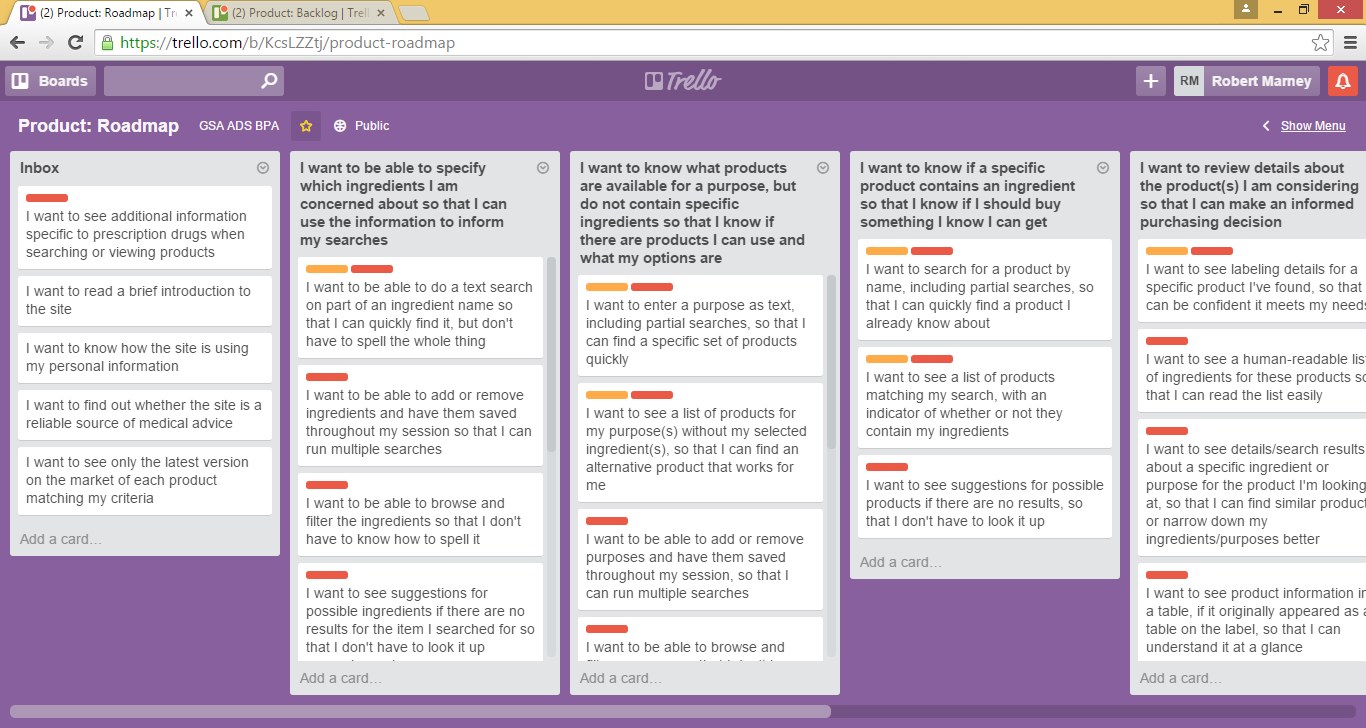 (2) Product: Roadmap | Tre
(2) Product: Backlog | Trell
https://trello.com/b/KcsLZZtj/product-roadmap
Boards
Trello
RM
Robert Marney
Product: Roadmap
GSA ADS BPA
Public
Show Menu
Inbox
I want to see additional information
specific to prescription drugs when
searching or viewing products
I want to read a brief introduction to
the site
I want to know how the site is using
my personal information
I want to find out whether the site is a
reliable source of medical advice
I want to see only the latest version
on the market of each product
matching my criteria
Add a card…
I want to be able to specify
which ingredients I am
concerned about so that I can
use the information to inform
my searches
I want to be able to do a text search
on part of an ingredient name so
that I can quickly find it, but don't
have to spell the whole thing
I want to be able to add or remove
ingredients and have them saved
throughout my session so that I can
run multiple searches
I want to be able to browse and
filter the ingredients so that I don't
have to know how to spell it
I want to see suggestions for
possible ingredients if there are no
results for the item I searched for so
that I don't have to look it up
Add a card…
I want to know what products
are available for a purpose, but
do not contain specific
ingredients so that I know if
there are products I can use and
what my options are
I want to enter a purpose as text,
including partial searches, so that I
can find a specific set of products
quickly
I want to see a list of products for
my purpose(s) without my selected
ingredient(s), so that I can find an
alternative product that works for
me
I want to be able to add or remove
purposes and have them saved
throughout my session, so that I
can run multiple searches
I want to be able to browse and
Add a card…
I want to know if a specific
product contains an ingredient
so that I know if I should buy
something I know I can get
I want to search for a product by
name, including partial searches, so
that I can quickly find a product I
already know about
I want to see a list of products
matching my search, with an
indicator of whether or not they
contain my ingredients
I want to see suggestions for possible
products if there are no results, so
that I don't have to look it up
Add a card…
I want to review details about
the product(s) I am considering
so that I can make an informed
purchasing decision
I want to see labeling details for a
specific product I've found, so that
can be confident it meets my needs
I want to see a human-readable list
of ingredients for these products so
that I can read the list easily
I want to see details/search results
about a specific ingredient or
purpose for the product I'm looking
at, so that I can find similar product
or narrow down my
ingredients/purposes better
I want to see product information in
a table, if it originally appeared as a
table on the label, so that I can
understand it at a glance
Add a card…